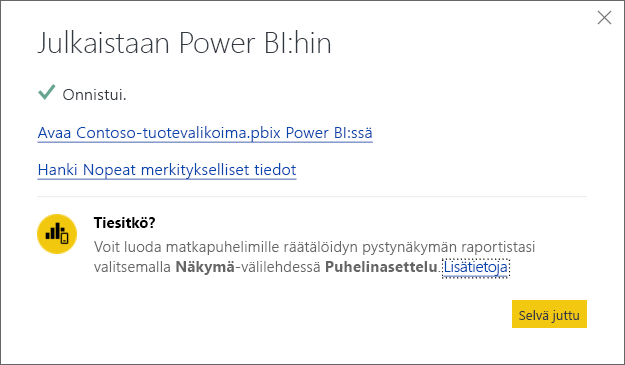 Julkaistaan Power BI:hin
Onnistui.
Avaa Contoso-tuotevalikoima.pbix Power BI:ssä
Hanki Nopeat merkitykselliset tiedot
Tiesitkö?
Voit luoda matkapuhelimille räätälöidyn pystynäkymän raportistasi
valitsemalla Näkymä-välilehdessä Puhelinasettelu. Lisätietoja
Selvä juttu